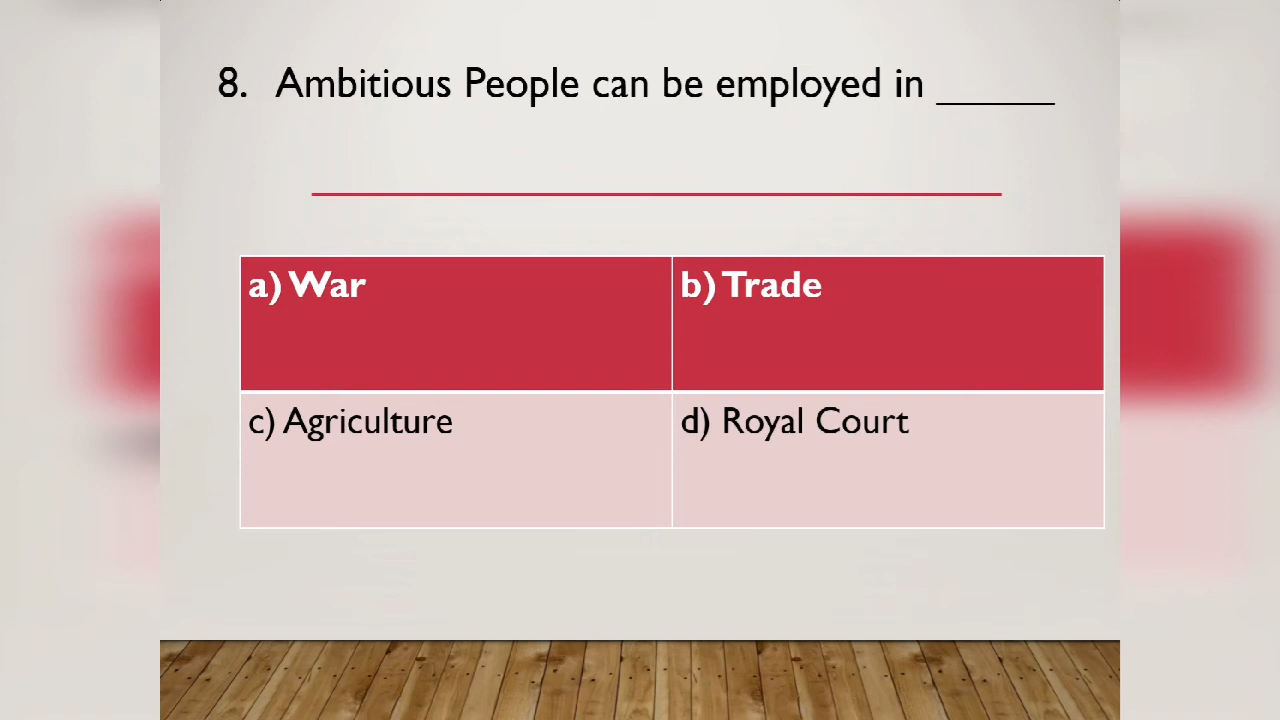 8. Ambitious People can be employed in ______
a) War
b) Trade
c) Agriculture
d) Royal Court